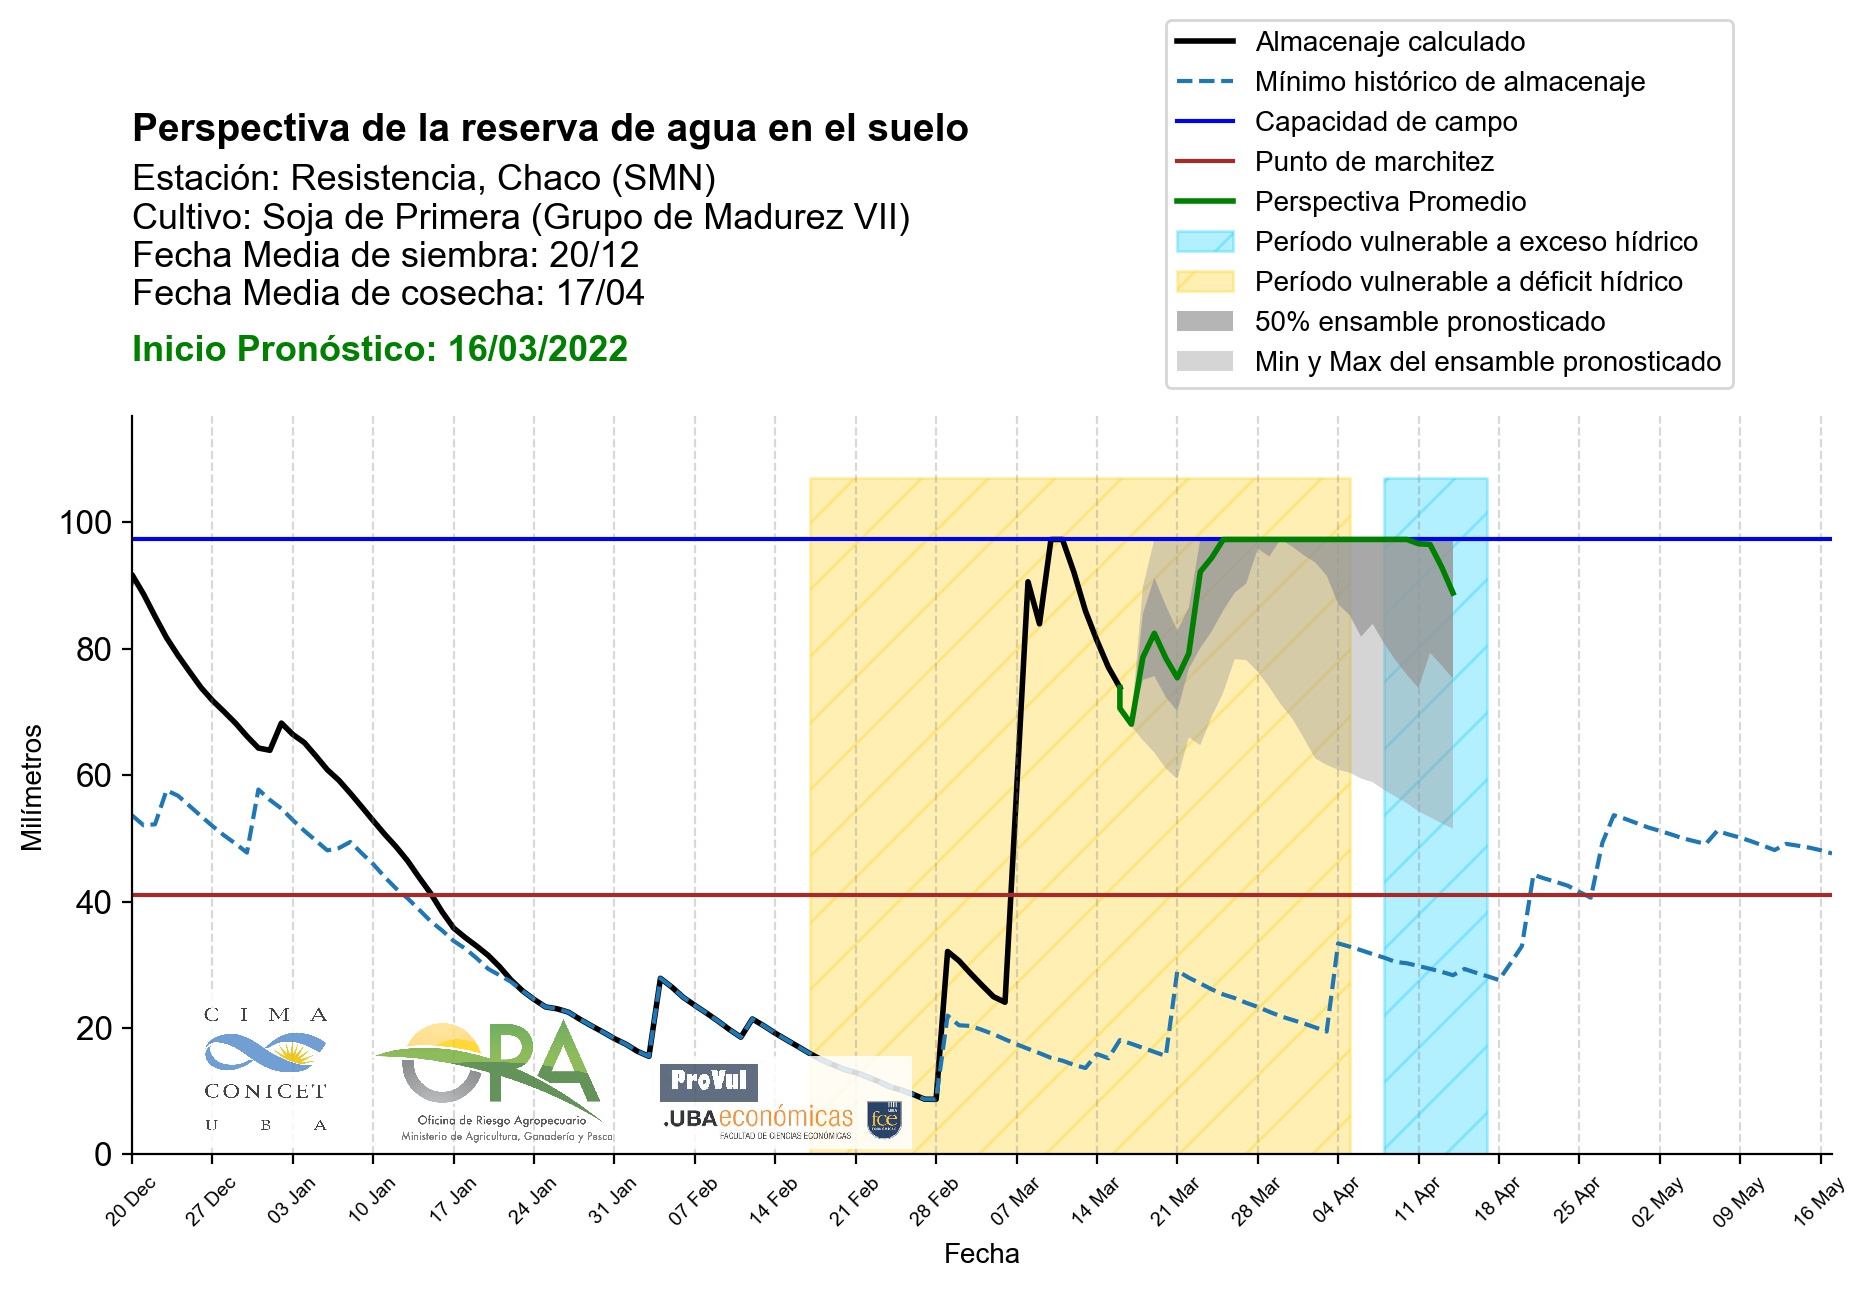 Almacenaje calculado
Mínimo histórico de almacenaje
Capacidad de campo
Punto de marchitez
Perspectiva Promedio
Período vulnerable a exceso hídrico
Período vulnerable a déficit hídrico
50% ensamble pronosticado
Min y Max del ensamble pronosticado
Perspectiva de la reserva de agua en el suelo
Estación: Resistencia, Chaco (SMN)
Cultivo: Soja de Primera (Grupo de Madurez VII)
Fecha Media de siembra: 20/12
Fecha Media de cosecha: 17/04
Inicio Pronóstico: 16/03/2022
Milímetros
100
80
60
40
20
0
CIMA
CONICET
UBA
ORA
Oficina de Riesgo Agropecuario
Ministerio de Agricultura, Ganadería y Pesca
ProVul
.UBAeconómicas
FACULTAD DE CIENCIAS ECONÓMICAS
UBA
fce
ECONÓMICAS
20 Dec
27 Dec
03 Jan
10 Jan
17 Jan
24 Jan
31 Jan
07 Feb
14 Feb
21 Feb
28 Feb
07 Mar
14 Mar
21 Mar
28 Mar
04 Apr
11 Apr
18 Apr
25 Apr
02 May
09 May
16 May
Fecha